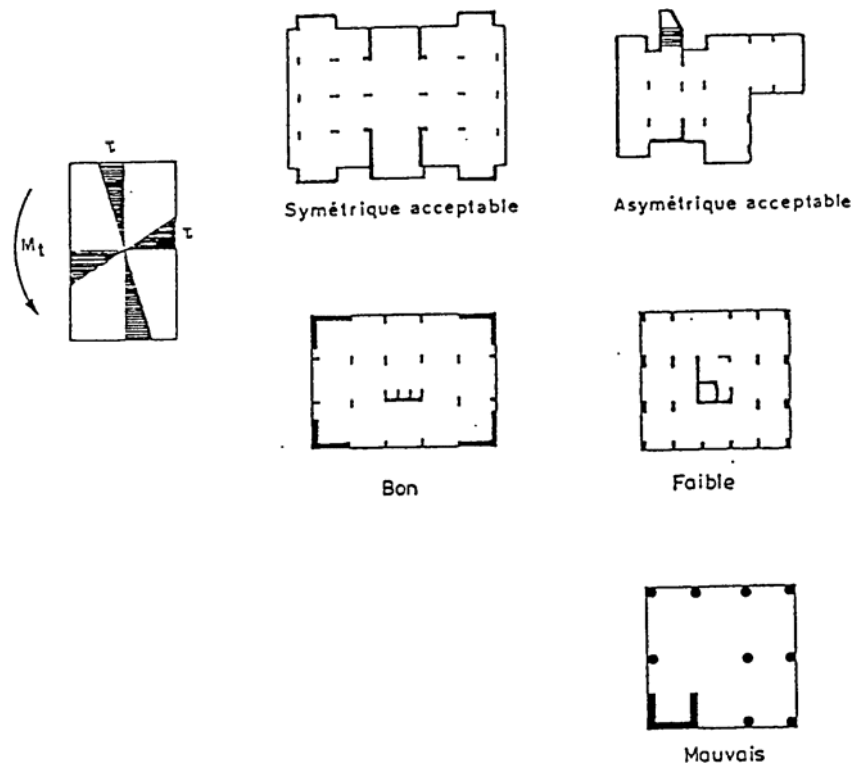 Symétrique acceptable
Asymétrique acceptable
τ
τ
Mt
Bon
Faible
Mauvais